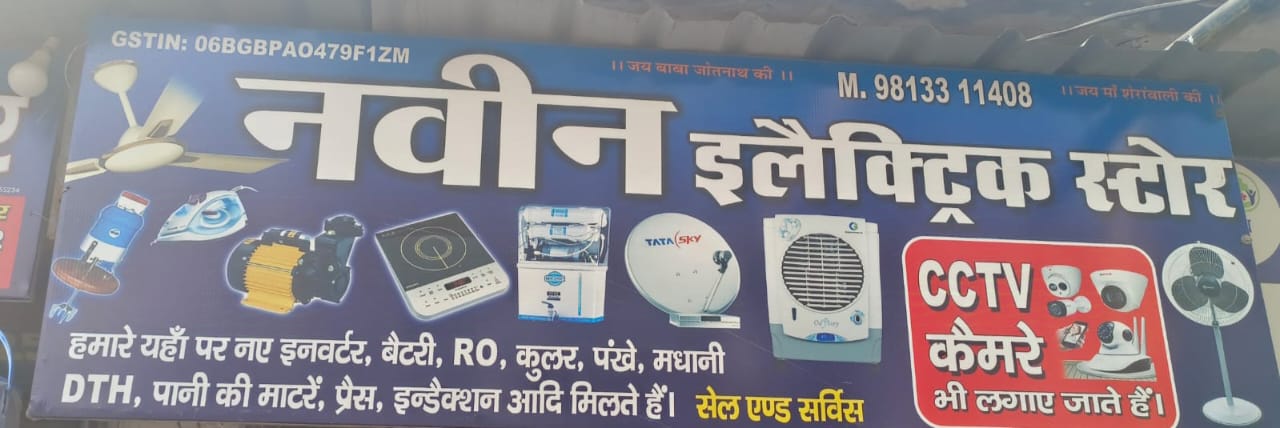 GSTIN: 06BGBPAO479F1ZM
।।जय बाबा जांतनाथ की ।।
M. 98133 11408
।।जय माँ शेरांवाली की ।।
नवीन इलैक्ट्रिक स्टोर
TATA SKY
CCTV
कैमरे
भी लगाए जाते हैं।
हमारे यहाँ पर नए इनवर्टर, बैटरी, RO, कुलर, पंखे, मधानी
DTH, पानी की माटरें, प्रैस, इन्डैक्शन आदि मिलते हैं। सेल एण्ड सर्विस